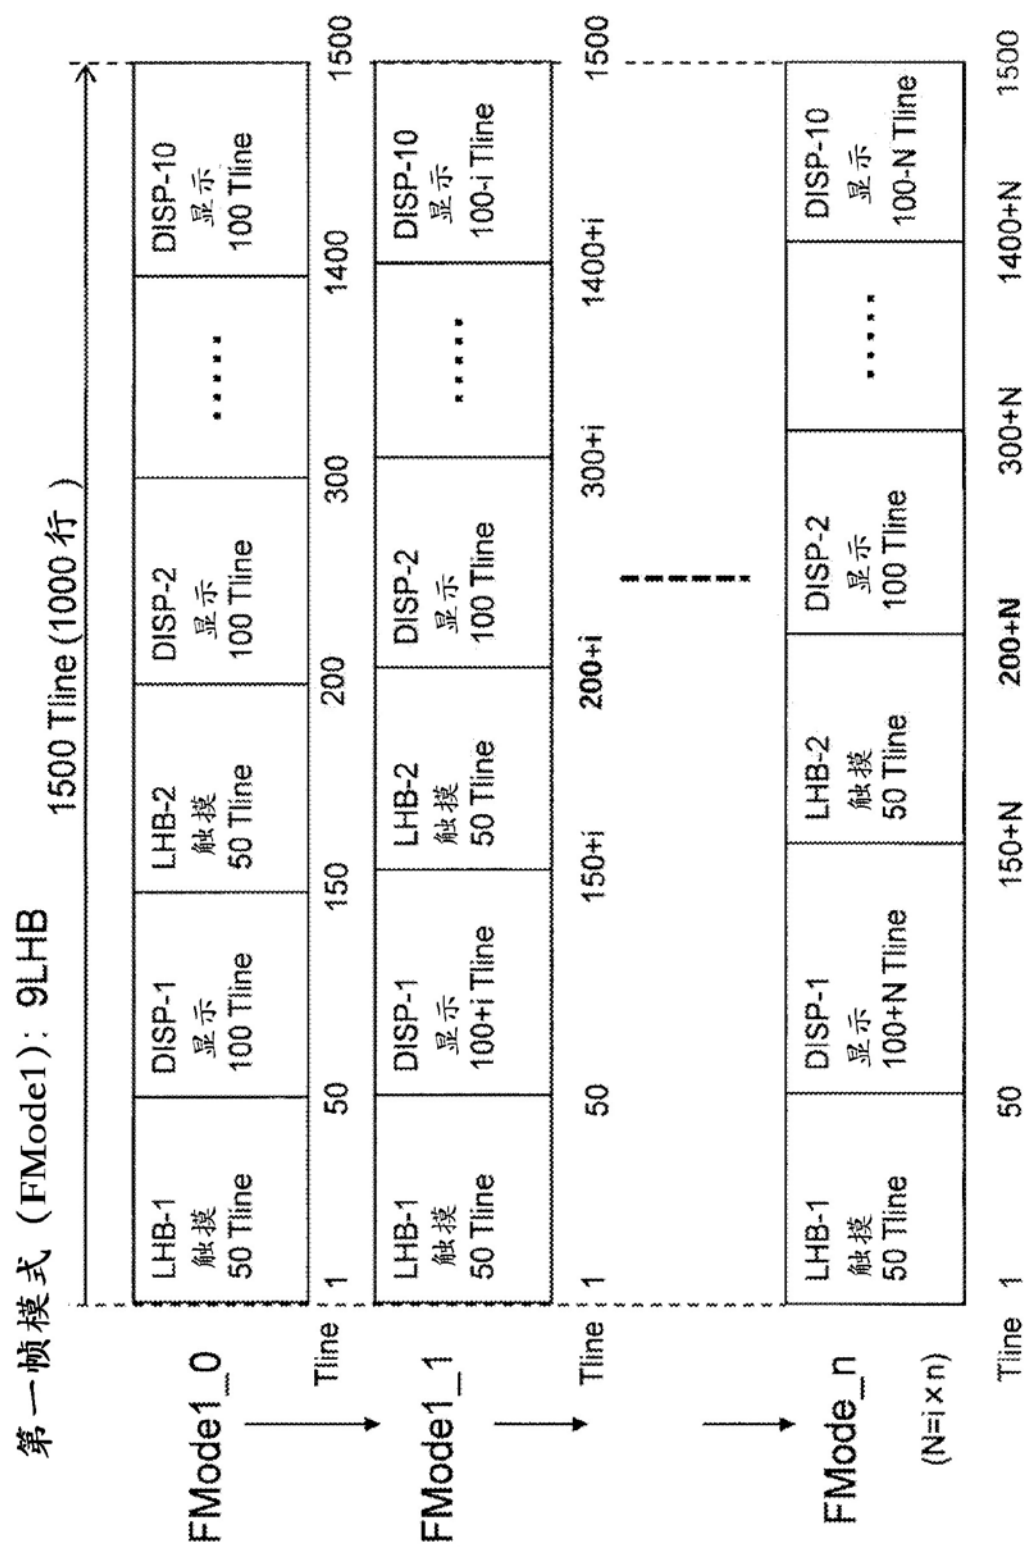 第一帧模式 (FMode1): 9LHB
1500 Tline (1000行)
FMode1_0
LHB-1
触摸
50 Tline
DISP-1
显示
100 Tline
LHB-2
触摸
50 Tline
DISP-2
显示
100 Tline
.....
DISP-10
显示
100 Tline
Tline 1 50 150 200 300 1400 1500
FMode1_1
LHB-1
触摸
50 Tline
DISP-1
显示
100+i Tline
LHB-2
触摸
50 Tline
DISP-2
显示
100 Tline
.....
DISP-10
显示
100-i Tline
Tline 1 50 150+i 200+i 300+i 1400+i 1500
FMode_n
(N=i×n)
LHB-1
触摸
50 Tline
DISP-1
显示
100+N Tline
LHB-2
触摸
50 Tline
DISP-2
显示
100 Tline
.....
DISP-10
显示
100-N Tline
Tline 1 50 150+N 200+N 300+N 1400+N 1500